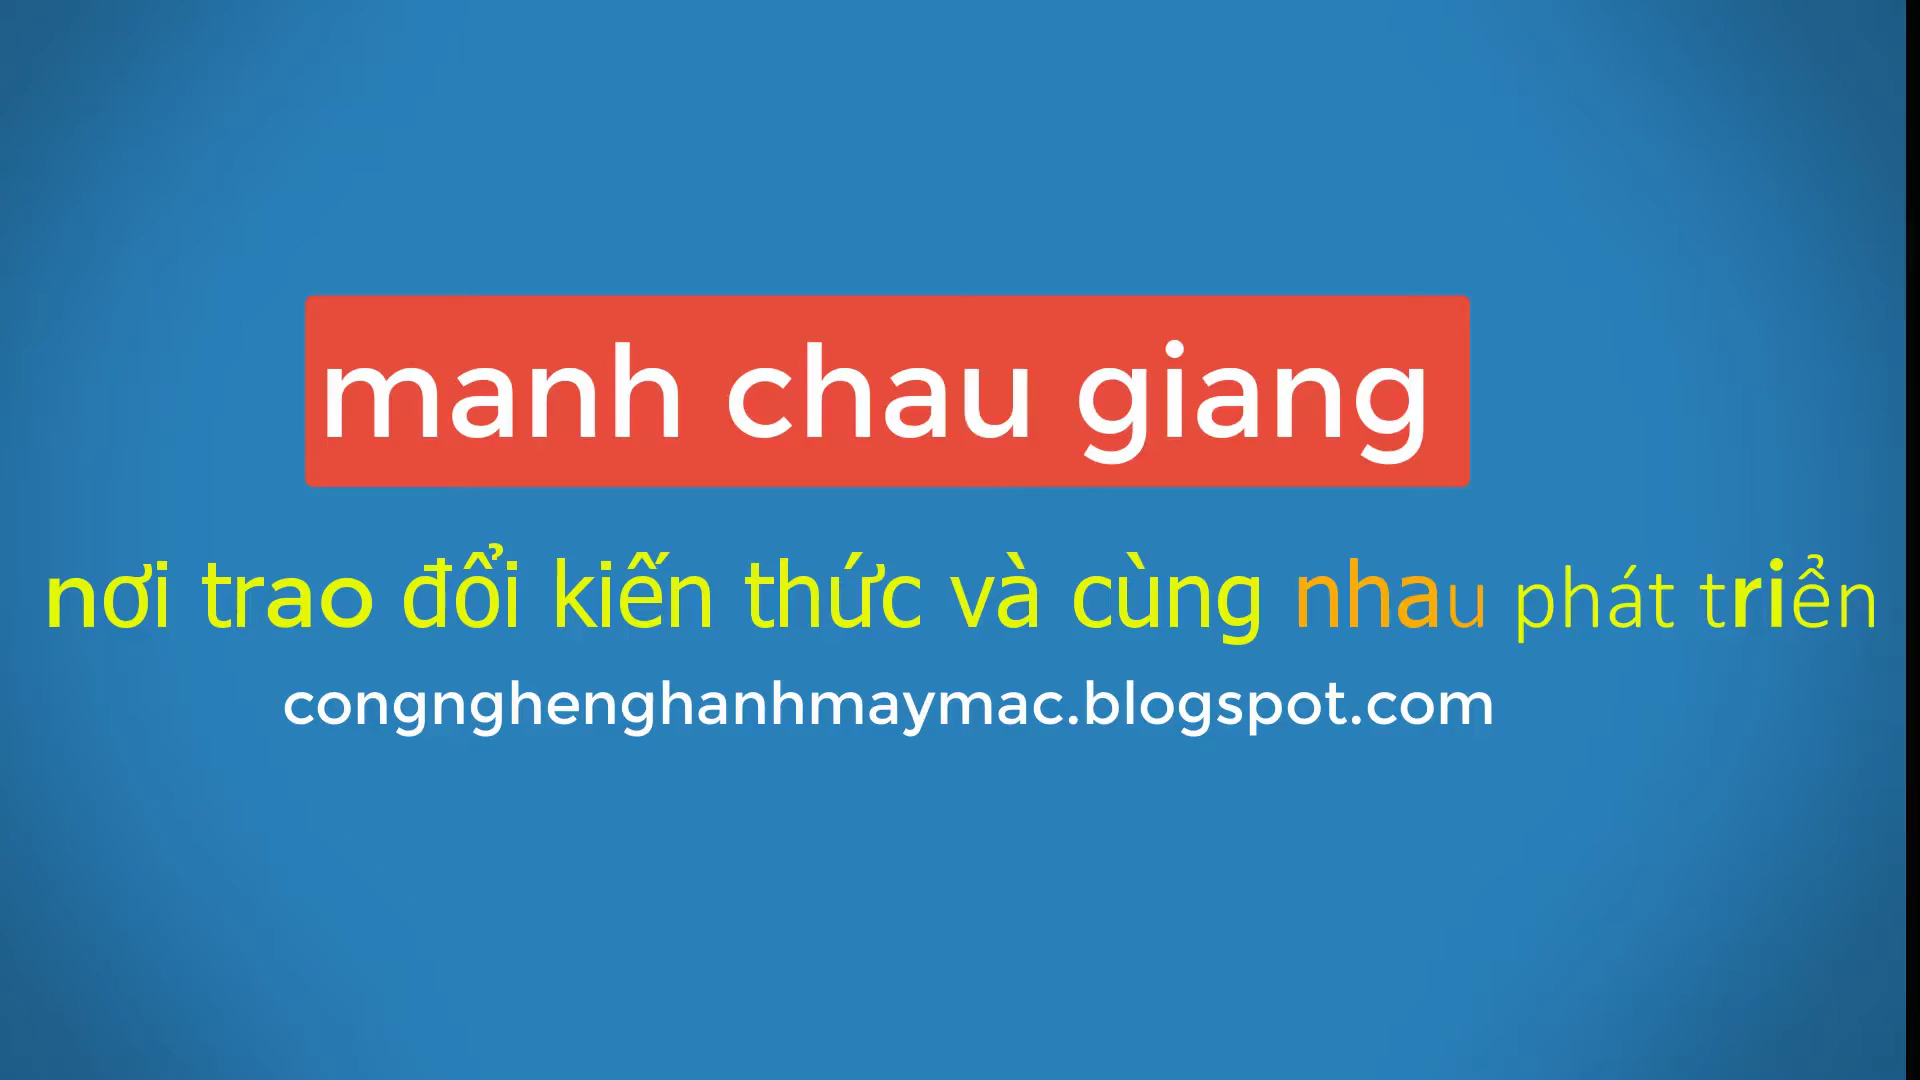 manh chau giang
nơi trao đổi kiến thức và cùng nhau phát triển
congnghenghanhmaymac.blogspot.com